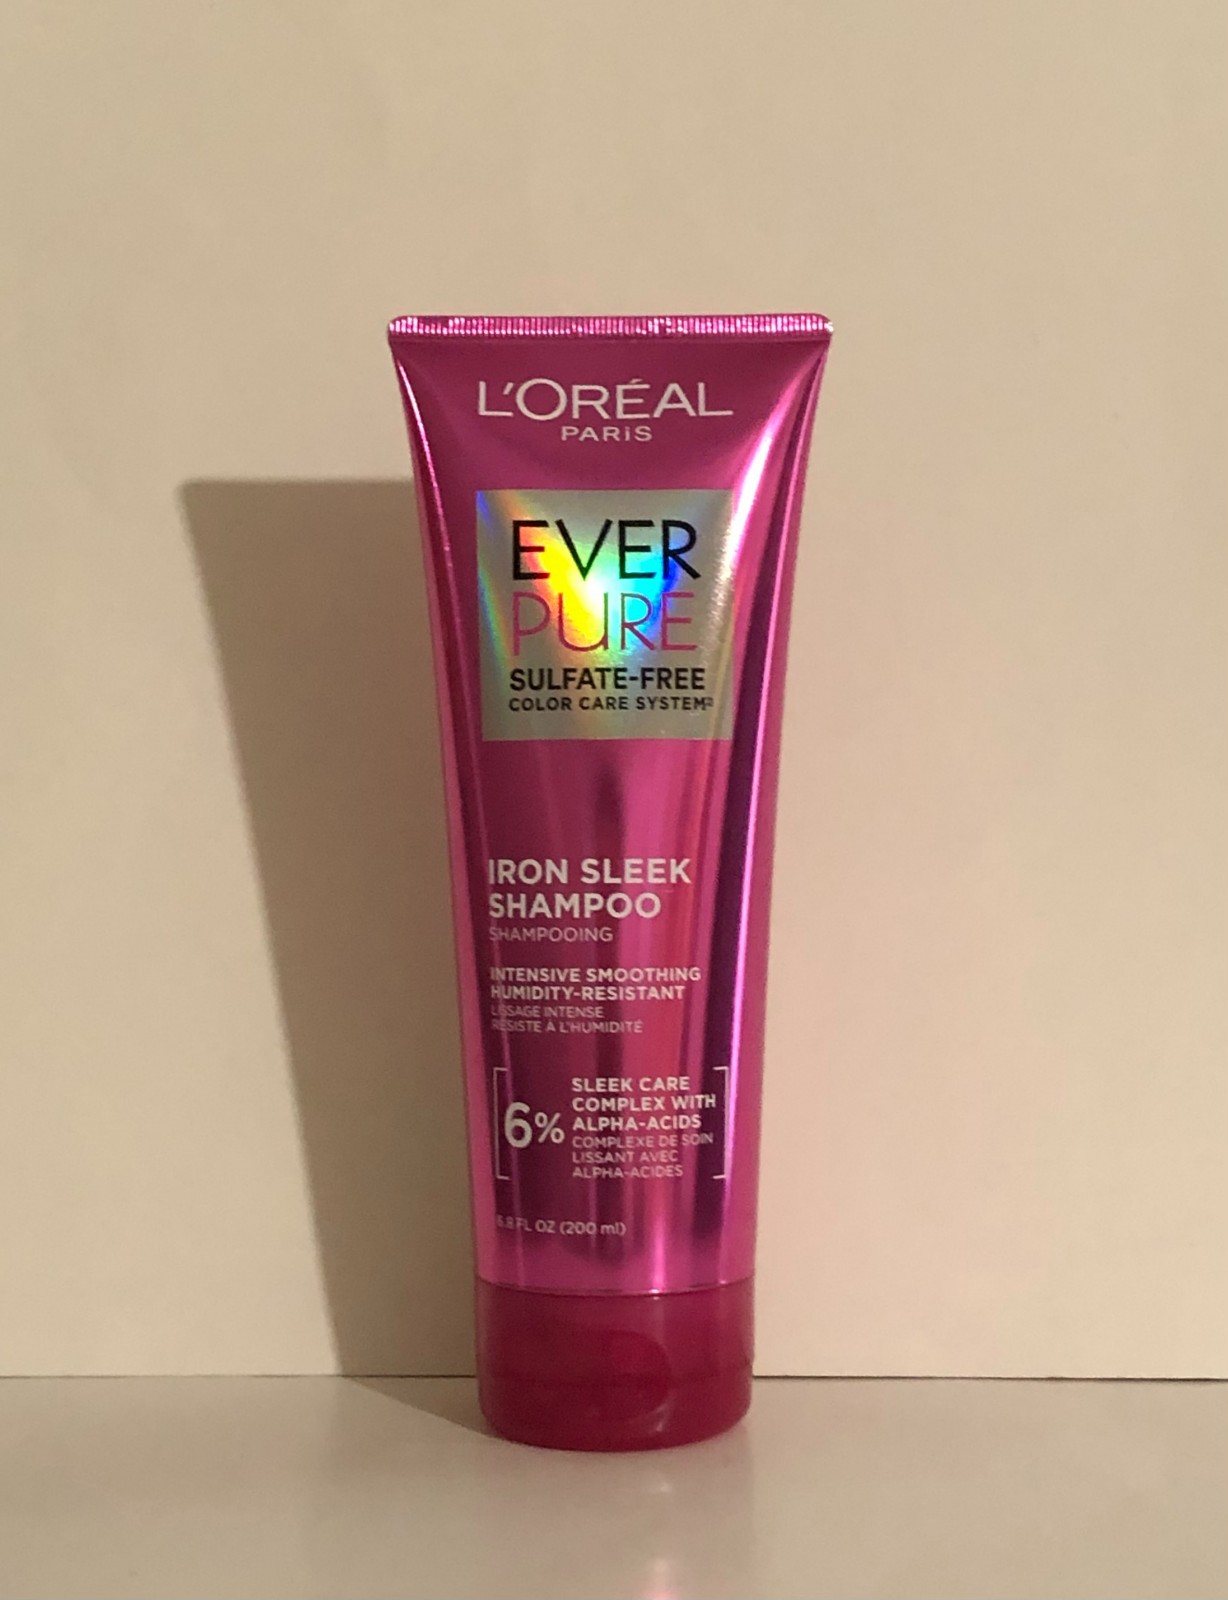 L'ORÉAL
PARIS
EVER
PURE
SULFATE-FREE
COLOR CARE SYSTEM
IRON SLEEK
SHAMPOO
SHAMPOOING
INTENSIVE SMOOTHING
HUMIDITY-RESISTANT
LISSAGE INTENSE
RÉSISTE À L'HUMIDITÉ
6%
SLEEK CARE
COMPLEX WITH
ALPHA-ACIDS
COMPLEXE DE SOIN
LISSANT AVEC
ALPHA-ACIDES
6.8 FL OZ (200 ml)